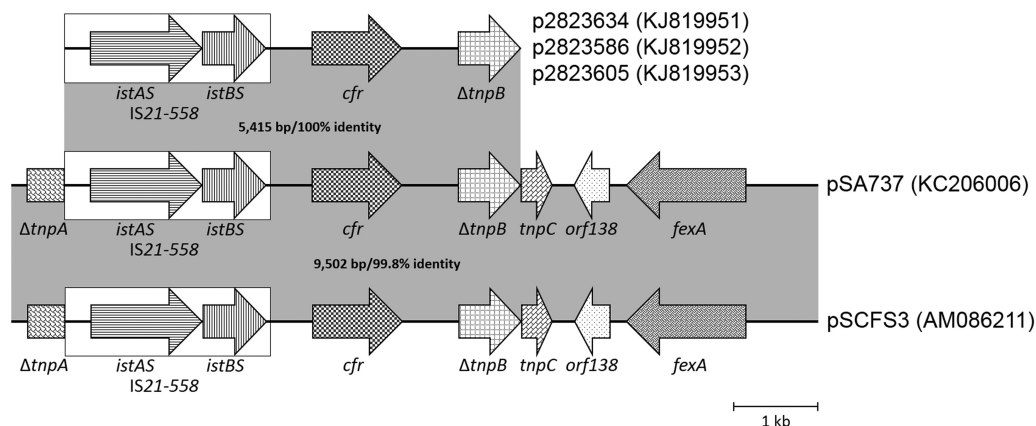 p2823634 (KJ819951)
p2823586 (KJ819952)
p2823605 (KJ819953)
istAS istBS cfr ΔtnpB
IS21-558
5,415 bp/100% identity
pSA737 (KC206006)
ΔtnpA istAS istBS cfr ΔtnpB tnpC orf138 fexA
IS21-558
9,502 bp/99.8% identity
pSCFS3 (AM086211)
ΔtnpA istAS istBS cfr ΔtnpB tnpC orf138 fexA
IS21-558
1 kb